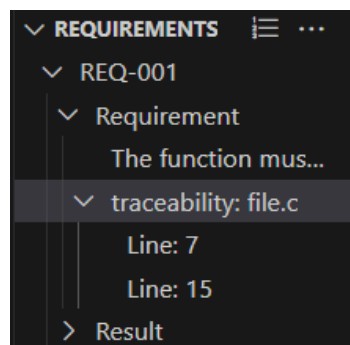 REQUIREMENTS
REQ-001
Requirement
The function mus...
traceability: file.c
Line: 7
Line: 15
Result